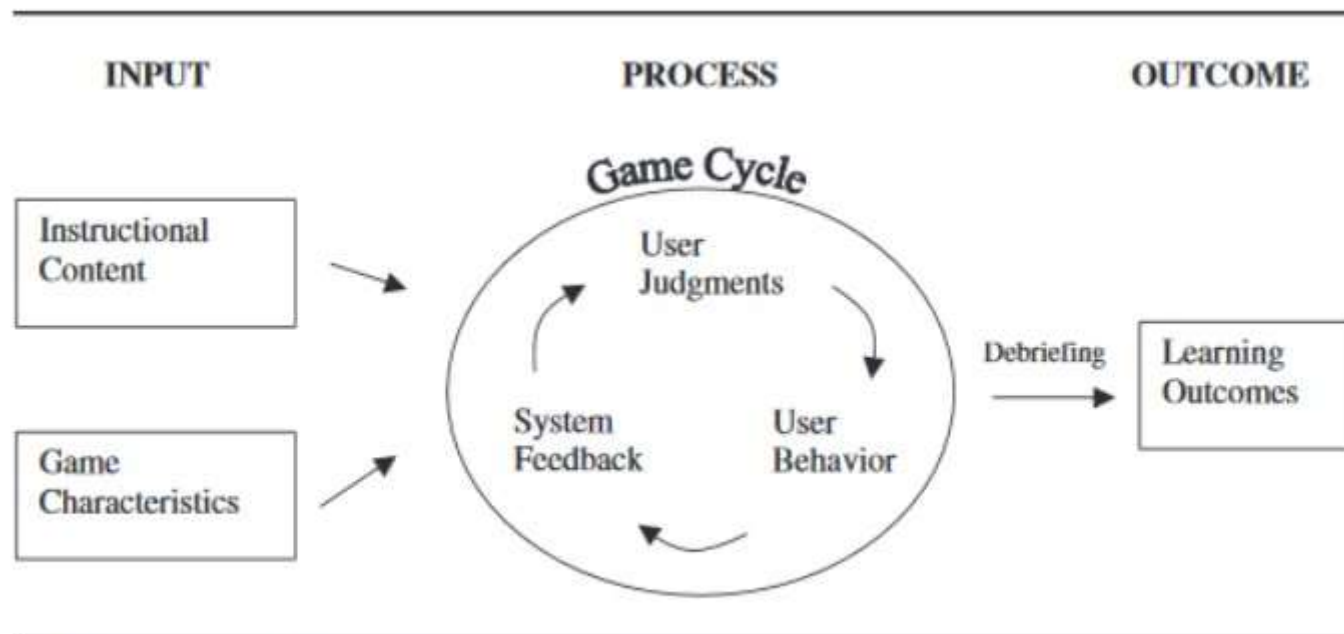 INPUT
PROCESS
OUTCOME
Game Cycle
Instructional
Content
Game
Characteristics
User
Judgments
System
Feedback
User
Behavior
Debriefing
Learning
Outcomes